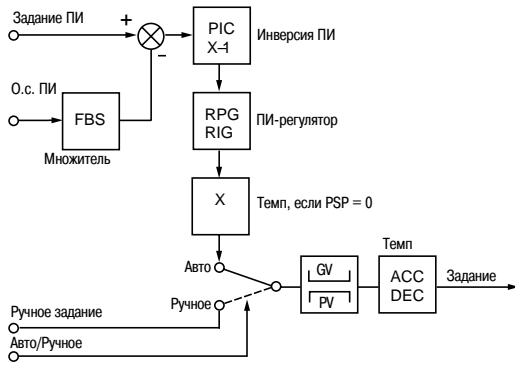 Задание ПИ
+
–
PIC
X–1
Инверсия ПИ
О.с. ПИ
FBS
Множитель
RPG
RIG
ПИ-регулятор
X
Темп, если PSP = 0
Авто
Ручное
GV
PV
Темп
ACC
DEC
Задание
Ручное задание
Авто/Ручное